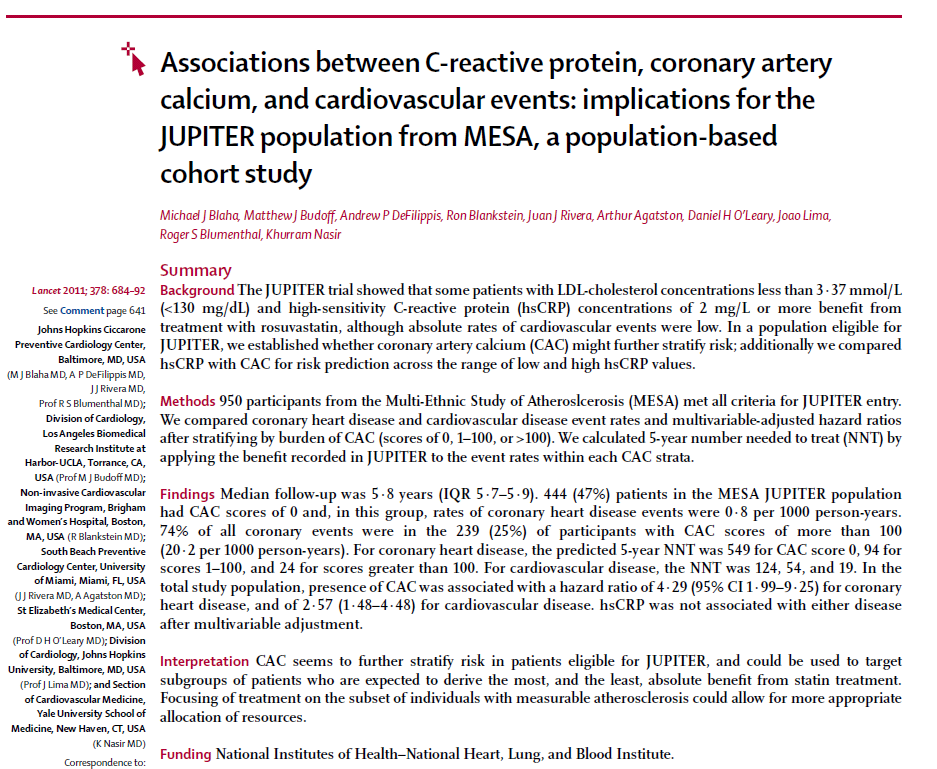 Associations between C-reactive protein, coronary artery
calcium, and cardiovascular events: implications for the
JUPITER population from MESA, a population-based
cohort study
Michael J Blaha, Matthew J Budoff, Andrew P DeFilippis, Ron Blankstein, Juan J Rivera, Arthur Agatston, Daniel H O'Leary, Joao Lima,
Roger S Blumenthal, Khurram Nasir
Summary
Background The JUPITER trial showed that some patients with LDL-cholesterol concentrations less than 3·37 mmol/L
(<130 mg/dL) and high-sensitivity C-reactive protein (hsCRP) concentrations of 2 mg/L or more benefit from
treatment with rosuvastatin, although absolute rates of cardiovascular events were low. In a population eligible for
JUPITER, we established whether coronary artery calcium (CAC) might further stratify risk; additionally we compared
hsCRP with CAC for risk prediction across the range of low and high hsCRP values.
Methods 950 participants from the Multi-Ethnic Study of Atheroslcerosis (MESA) met all criteria for JUPITER entry.
We compared coronary heart disease and cardiovascular disease event rates and multivariable-adjusted hazard ratios
after stratifying by burden of CAC (scores of 0, 1–100, or >100). We calculated 5-year number needed to treat (NNT) by
applying the benefit recorded in JUPITER to the event rates within each CAC strata.
Findings Median follow-up was 5·8 years (IQR 5·7–5·9). 444 (47%) patients in the MESA JUPITER population
had CAC scores of 0 and, in this group, rates of coronary heart disease events were 0·8 per 1000 person-years.
74% of all coronary events were in the 239 (25%) of participants with CAC scores of more than 100
(20·2 per 1000 person-years). For coronary heart disease, the predicted 5-year NNT was 549 for CAC score 0, 94 for
scores 1–100, and 24 for scores greater than 100. For cardiovascular disease, the NNT was 124, 54, and 19. In the
total study population, presence of CAC was associated with a hazard ratio of 4·29 (95% CI 1·99–9·25) for coronary
heart disease, and of 2·57 (1·48–4·48) for cardiovascular disease. hsCRP was not associated with either disease
after multivariable adjustment.
Interpretation CAC seems to further stratify risk in patients eligible for JUPITER, and could be used to target
subgroups of patients who are expected to derive the most, and the least, absolute benefit from statin treatment.
Focusing of treatment on the subset of individuals with measurable atherosclerosis could allow for more appropriate
allocation of resources.
Funding National Institutes of Health–National Heart, Lung, and Blood Institute.
Lancet 2011; 378: 684–92
See Comment page 641
Johns Hopkins Ciccarone
Preventive Cardiology Center,
Baltimore, MD, USA
(M J Blaha MD, A P DeFilippis MD,
J J Rivera MD,
Prof R S Blumenthal MD);
Division of Cardiology,
Los Angeles Biomedical
Research Institute at
Harbor-UCLA, Torrance, CA,
USA (Prof M J Budoff MD);
Non-invasive Cardiovascular
Imaging Program, Brigham
and Women's Hospital, Boston,
MA, USA (R Blankstein MD);
South Beach Preventive
Cardiology Center, University
of Miami, Miami, FL, USA
(J J Rivera MD, A Agatston MD);
St Elizabeth's Medical Center,
Boston, MA, USA
(Prof D H O'Leary MD); Division
of Cardiology, Johns Hopkins
University, Baltimore, MD, USA
(Prof J Lima MD); and Section
of Cardiovascular Medicine,
Yale University School of
Medicine, New Haven, CT, USA
(K Nasir MD)
Correspondence to: